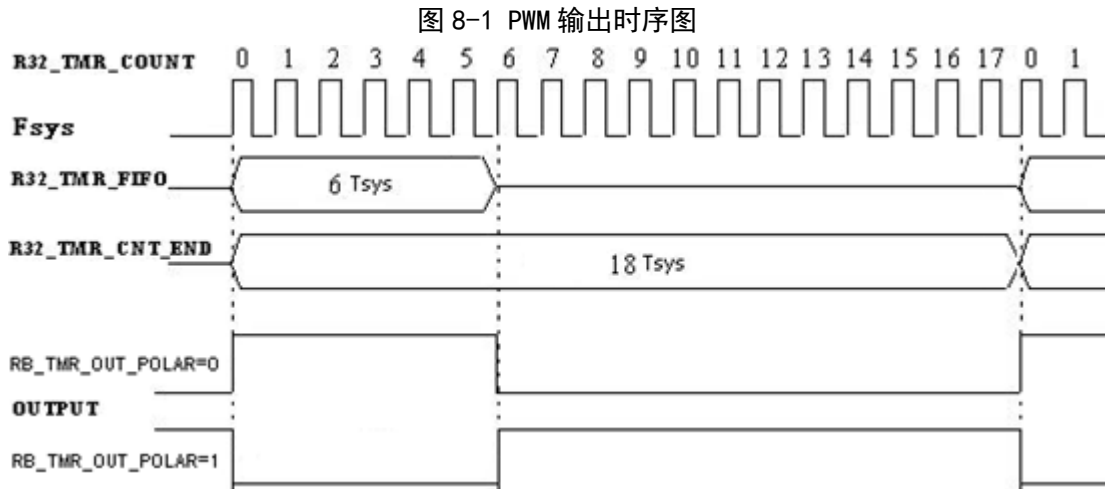 图 8-1 PWM 输出时序图
R32_TMR_COUNT 0 1 2 3 4 5 6 7 8 9 10 11 12 13 14 15 16 17 0 1
Fsys
R32_TMR_FIFO 6 Tsys
R32_TMR_CNT_END 18 Tsys
RB_TMR_OUT_POLAR=0
OUTPUT
RB_TMR_OUT_POLAR=1